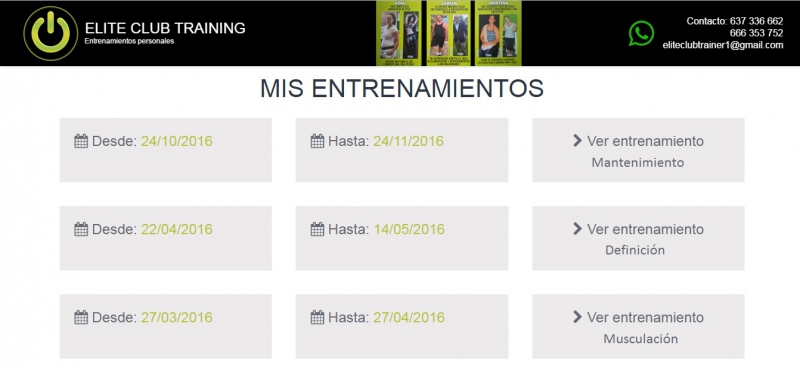 ELITE CLUB TRAINING
Entrenamientos personales
Contacto: 637 336 662
666 353 752
eliteclubtrainer1@gmail.com
MIS ENTRENAMIENTOS
Desde: 24/10/2016
Hasta: 24/11/2016
Ver entrenamiento
Mantenimiento
Desde: 22/04/2016
Hasta: 14/05/2016
Ver entrenamiento
Definición
Desde: 27/03/2016
Hasta: 27/04/2016
Ver entrenamiento
Musculación